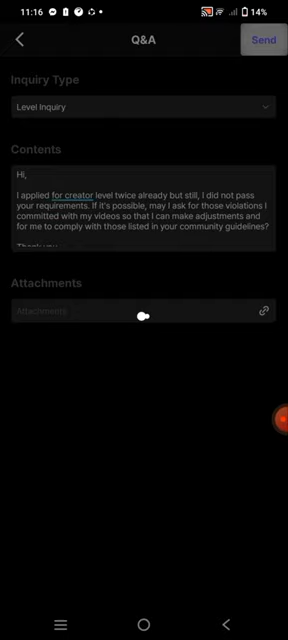 11:16
14%
Q&A
Send
Inquiry Type
Level Inquiry
Contents
Hi,
I applied for creator level twice already but still, I did not pass
your requirements. If it's possible, may I ask for those violations I
committed with my videos so that I can make adjustments and
for me to comply with those listed in your community guidelines?
Thank you
Attachments
Attachments